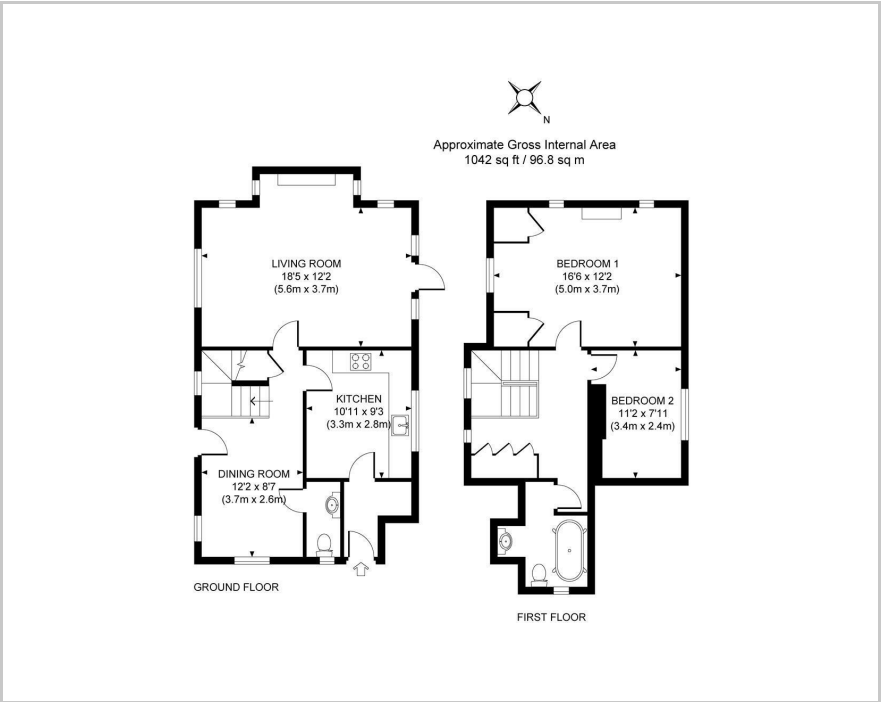 N
Approximate Gross Internal Area
1042 sq ft / 96.8 sq m
LIVING ROOM
18'5 x 12'2
(5.6m x 3.7m)
KITCHEN
10'11 x 9'3
(3.3m x 2.8m)
DINING ROOM
12'2 x 8'7
(3.7m x 2.6m)
GROUND FLOOR
BEDROOM 1
16'6 x 12'2
(5.0m x 3.7m)
BEDROOM 2
11'2 x 7'11
(3.4m x 2.4m)
FIRST FLOOR